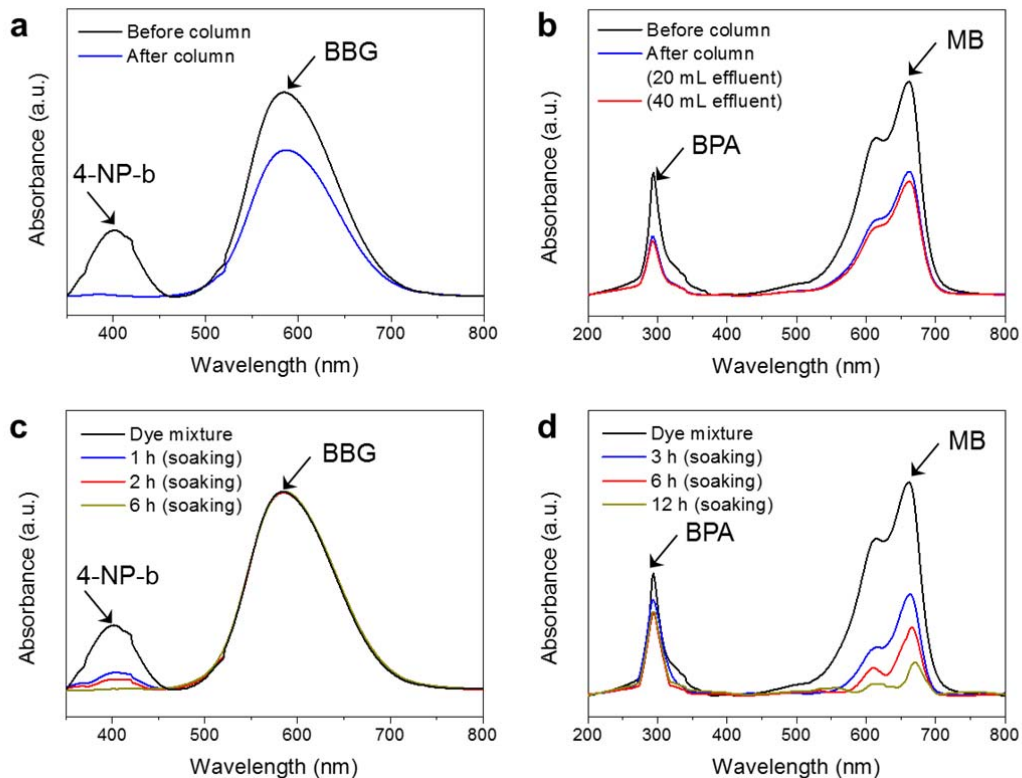 a
Before column
After column
BBG
4-NP-b
Absorbance (a.u.)
400 500 600 700 800
Wavelength (nm)
b
Before column
After column
(20 mL effluent)
(40 mL effluent)
MB
BPA
Absorbance (a.u.)
200 300 400 500 600 700 800
Wavelength (nm)
c
Dye mixture
1 h (soaking)
2 h (soaking)
6 h (soaking)
BBG
4-NP-b
Absorbance (a.u.)
400 500 600 700 800
Wavelength (nm)
d
Dye mixture
3 h (soaking)
6 h (soaking)
12 h (soaking)
MB
BPA
Absorbance (a.u.)
200 300 400 500 600 700 800
Wavelength (nm)